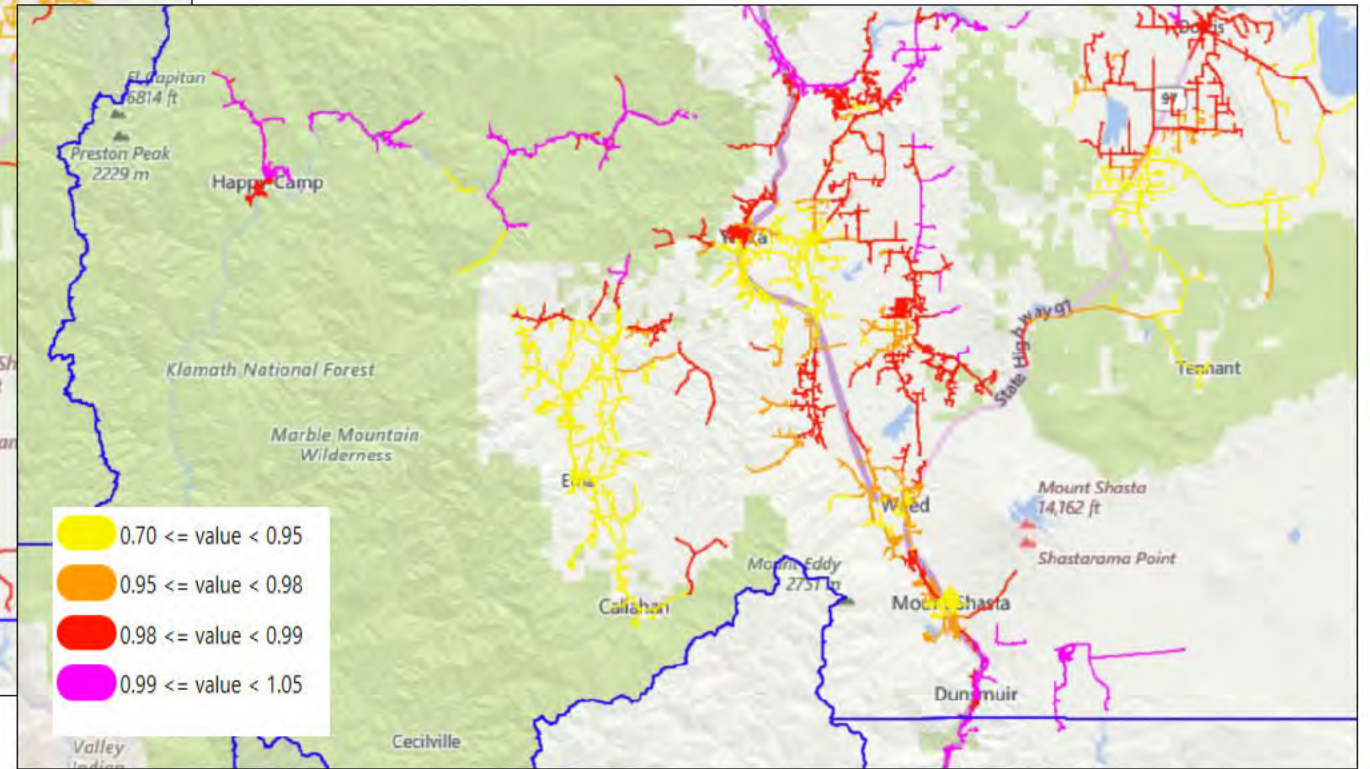 El Capitan
6814 ft
Preston Peak
2229 m
Happy Camp
97
Klamath National Forest
State Highway 97
Tennant
Marble Mountain
Wilderness
Weed
Mount Shasta
14,162 ft
Shastarama Point
Mount Eddy
2751 m
Callahan
Mount Shasta
Dunsmuir
0.70 <= value < 0.95
0.95 <= value < 0.98
0.98 <= value < 0.99
0.99 <= value < 1.05
Cecilville
Valley